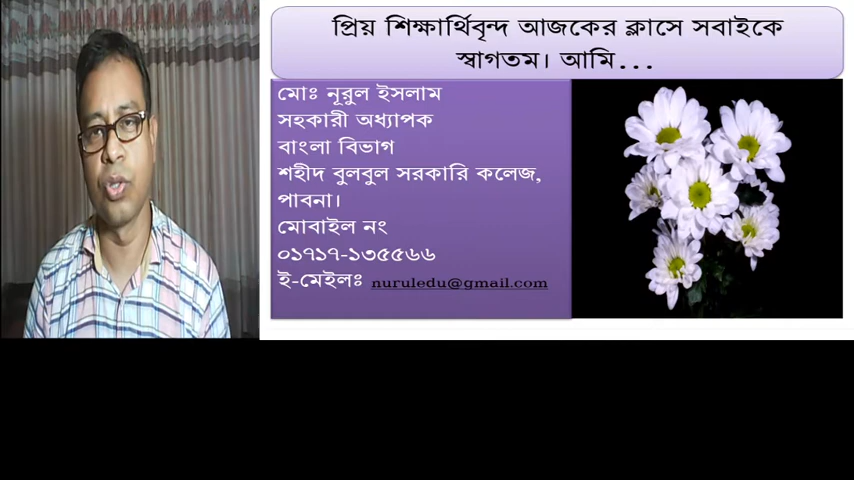 প্রিয় শিক্ষার্থিবৃন্দ আজকের ক্লাসে সবাইকে
স্বাগতম। আমি...
মোঃ নূরুল ইসলাম
সহকারী অধ্যাপক
বাংলা বিভাগ
শহীদ বুলবুল সরকারি কলেজ,
পাবনা।
মোবাইল নং
০১৭১৭-১৩৫৫৬৬
ই-মেইলঃ nuruledu@gmail.com